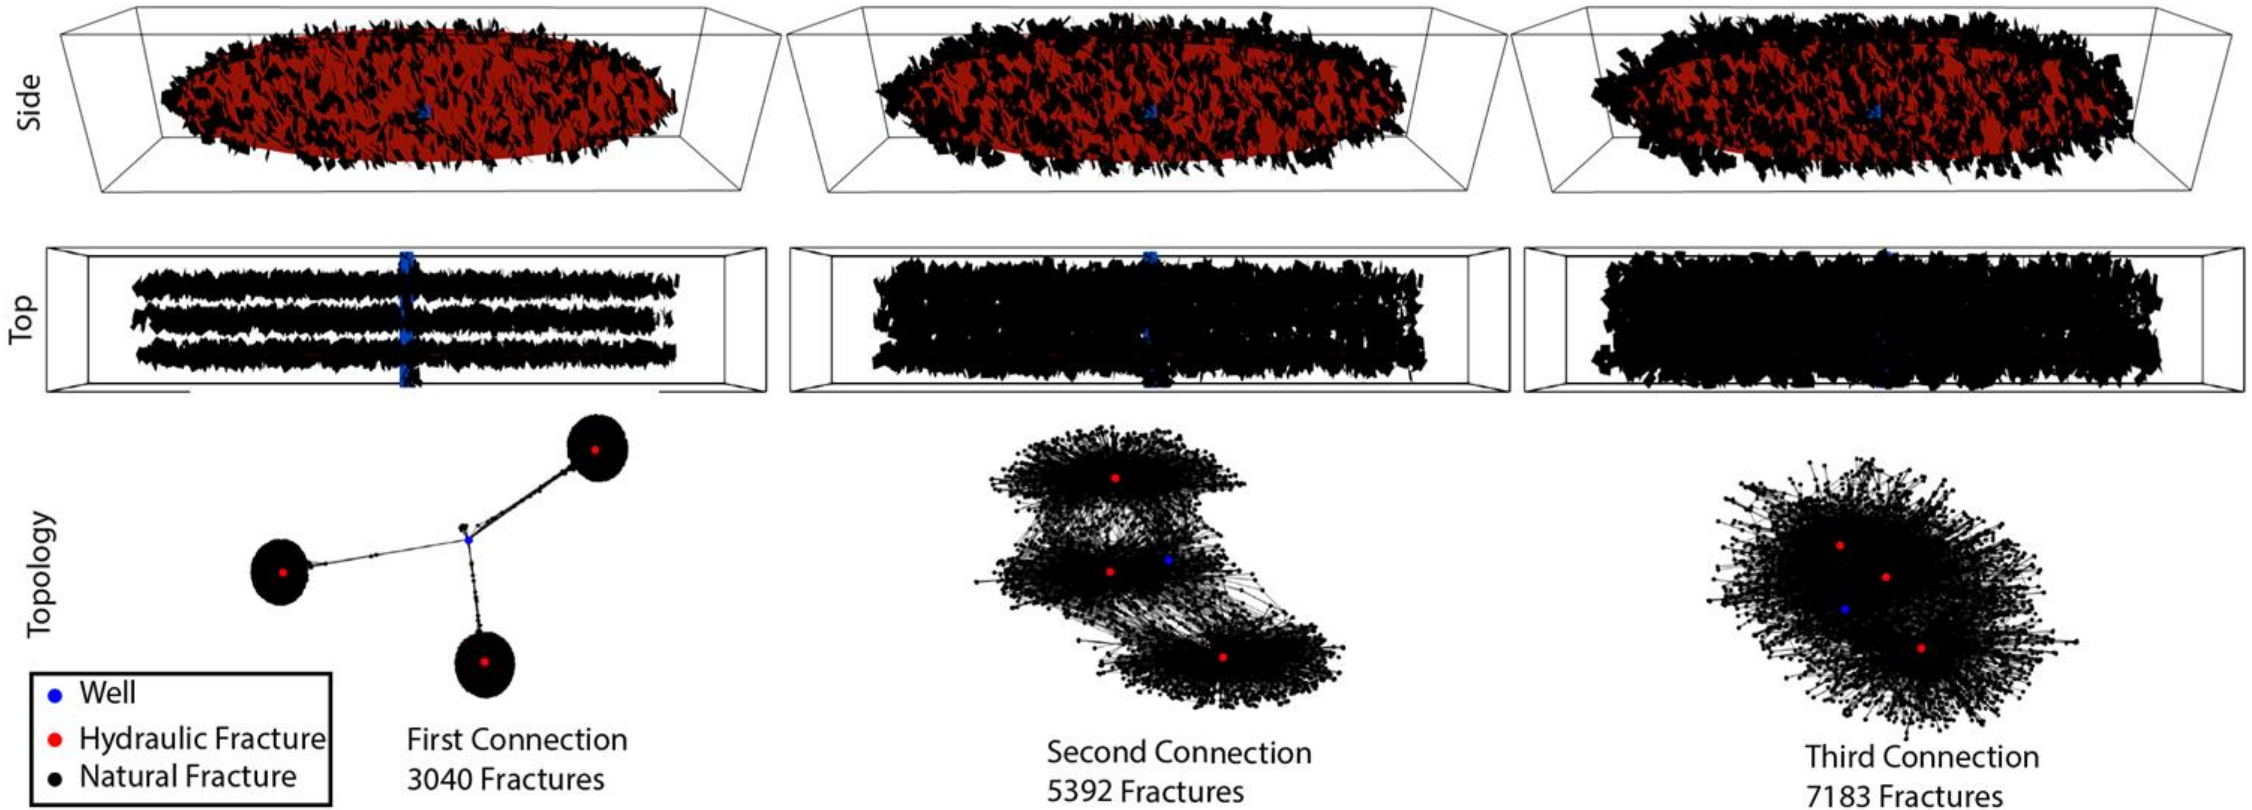 Side
Top
Topology
Well
Hydraulic Fracture
Natural Fracture
First Connection
3040 Fractures
Second Connection
5392 Fractures
Third Connection
7183 Fractures